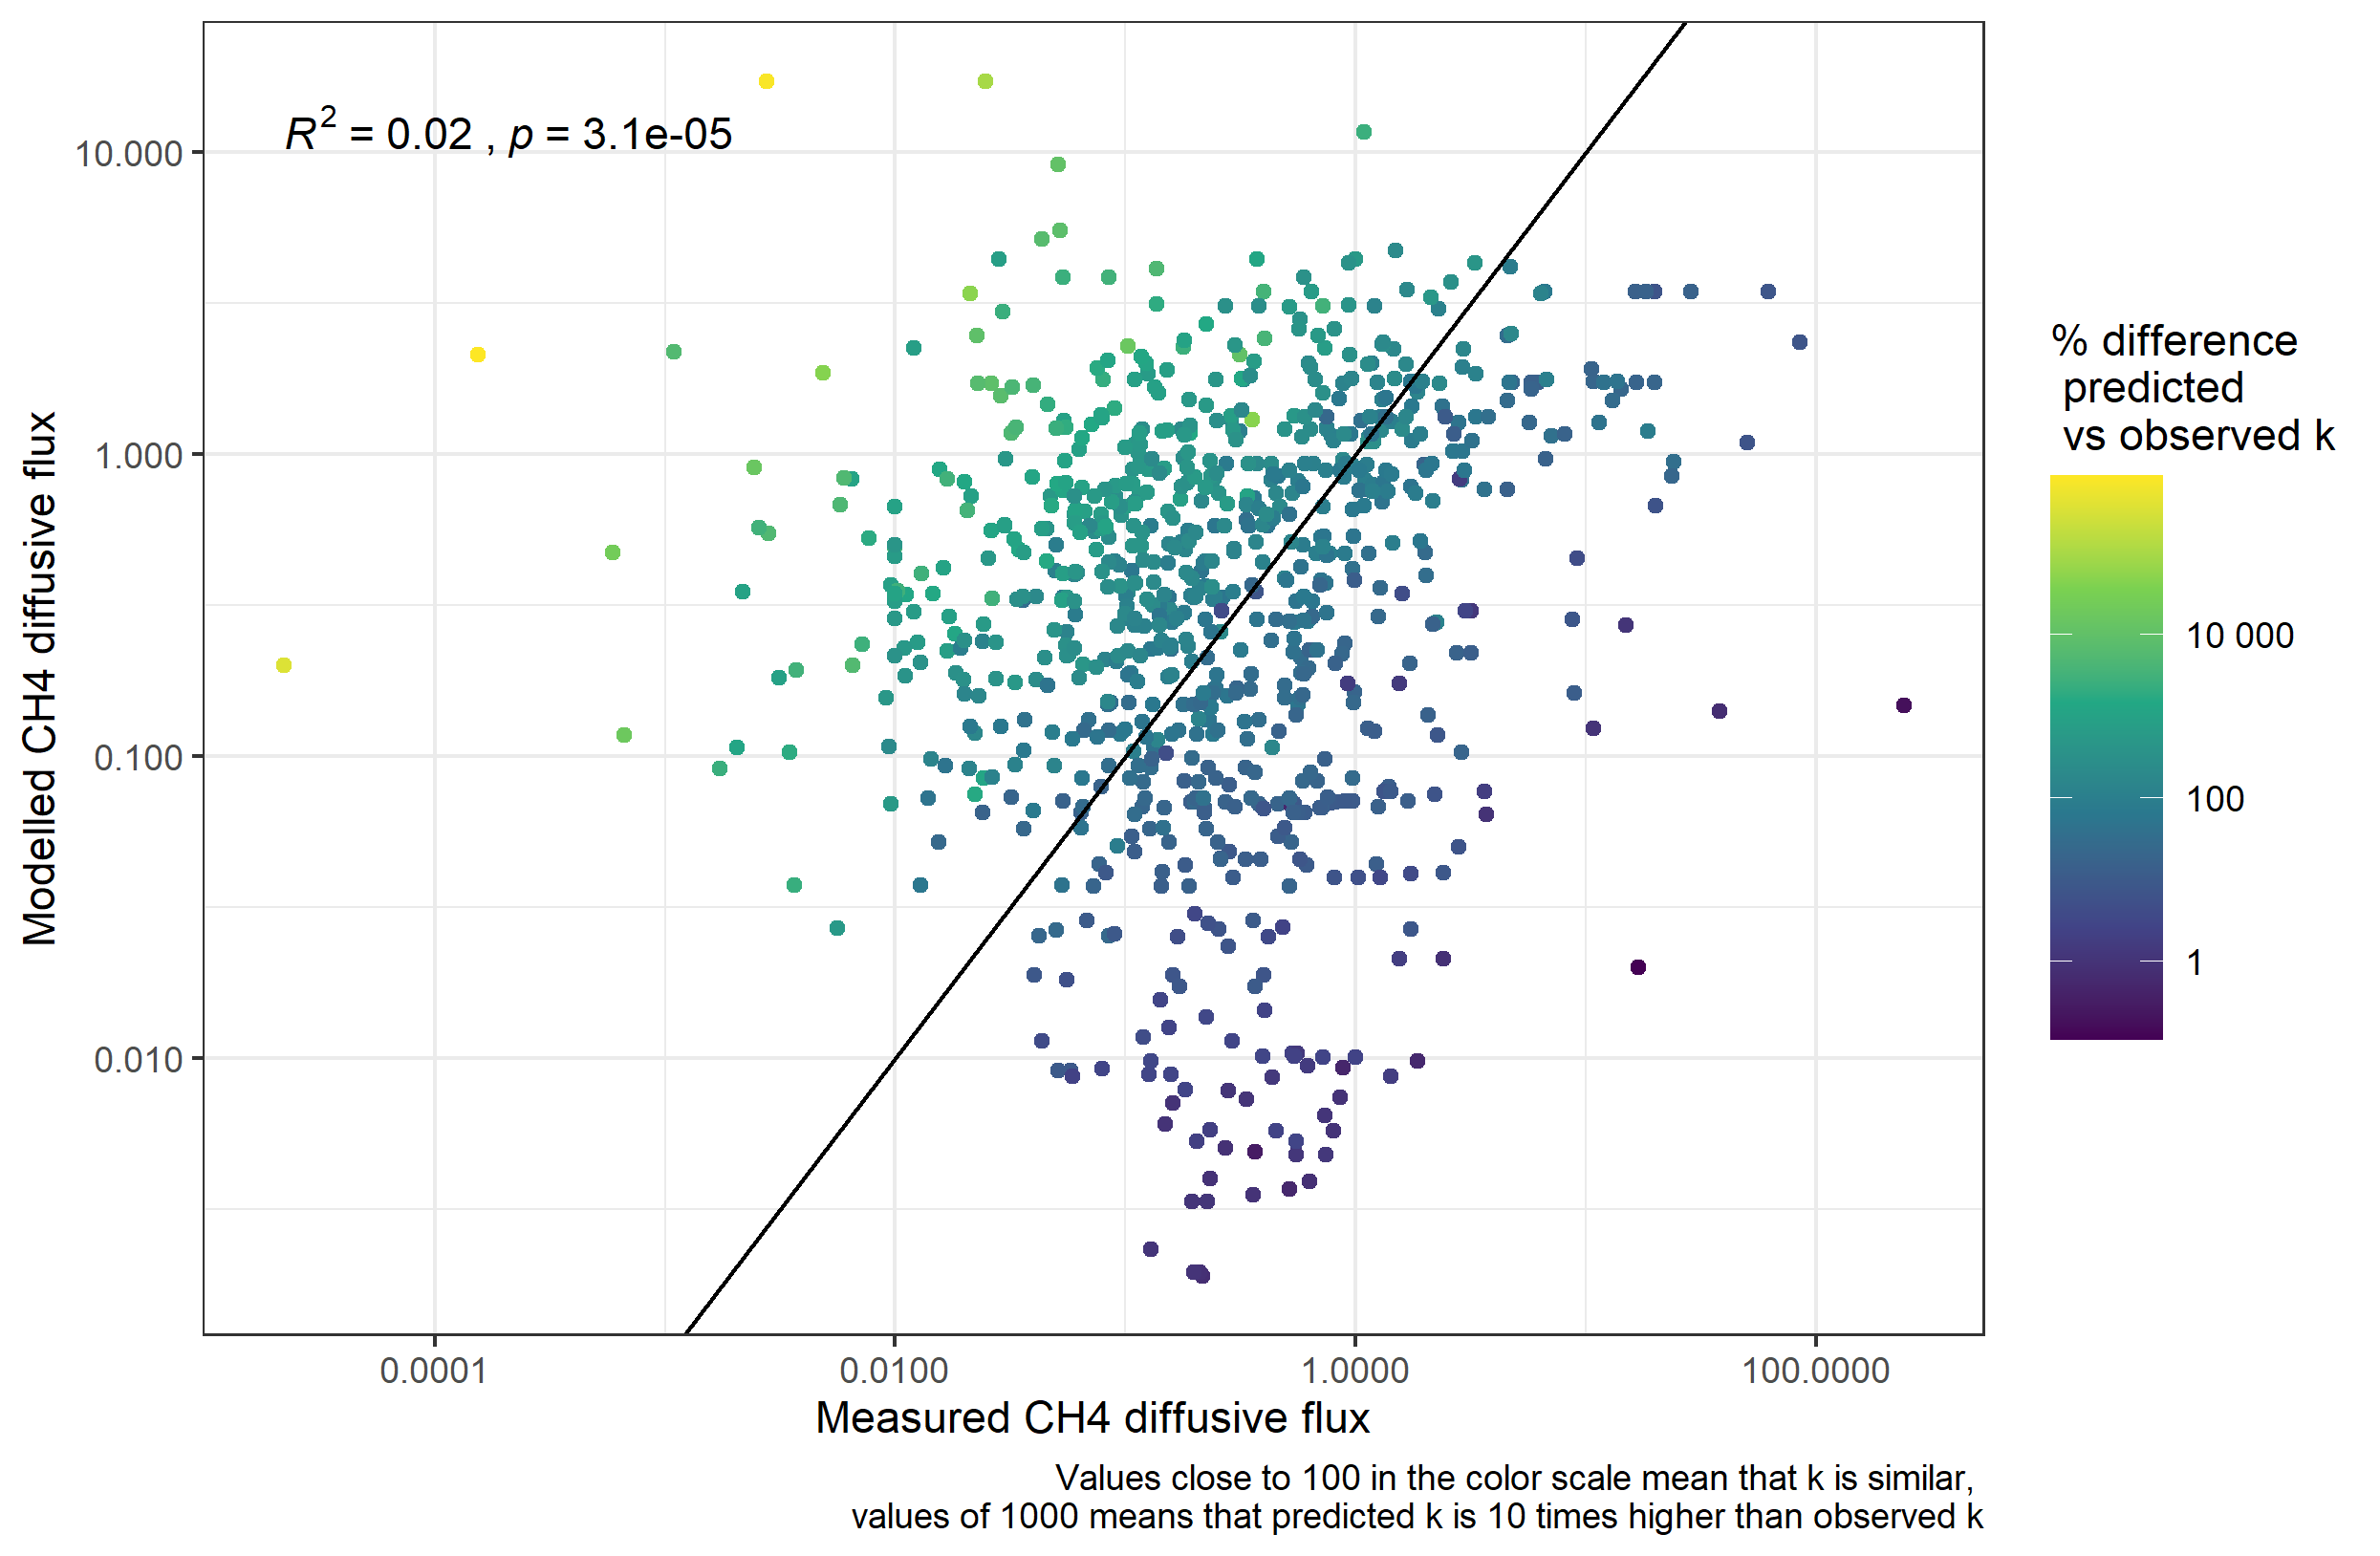 R2 = 0.02 , p = 3.1e-05
10.000
1.000
0.100
0.010
Modelled CH4 diffusive flux
0.0001
0.0100
1.0000
100.0000
Measured CH4 diffusive flux
Values close to 100 in the color scale mean that k is similar,
values of 1000 means that predicted k is 10 times higher than observed k
% difference
predicted
vs observed k
10 000
100
1